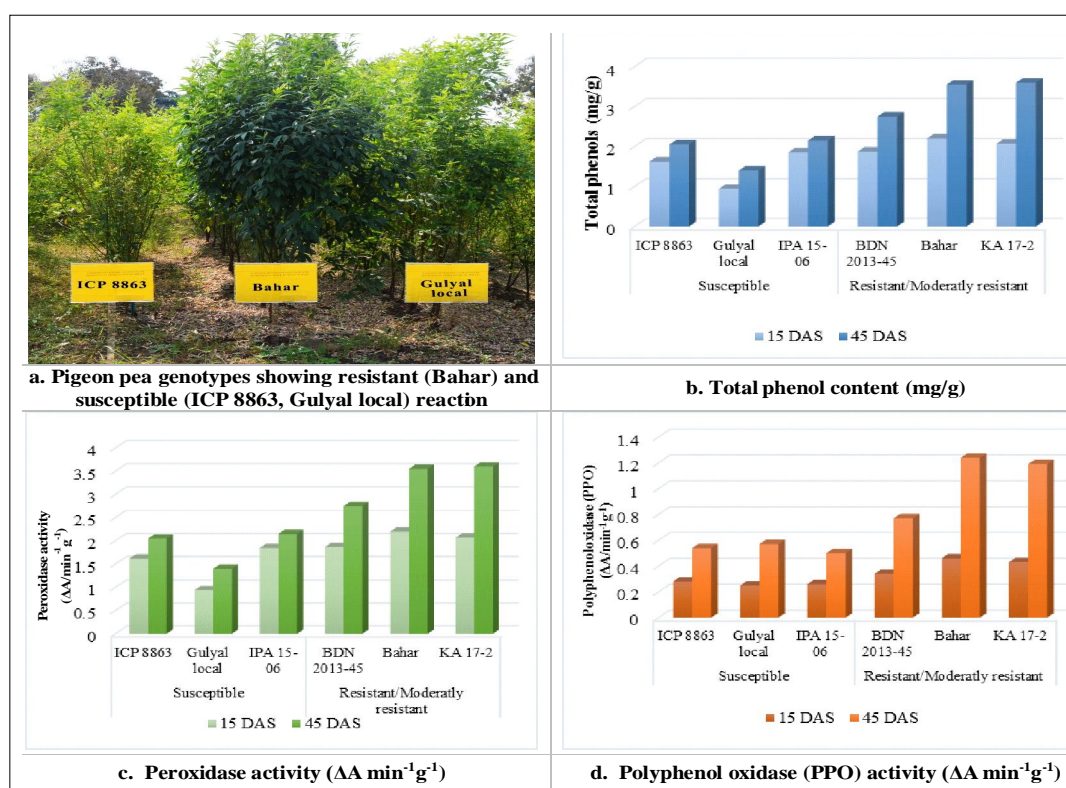 ICP 8863
Bahar
Gulyal
local
a. Pigeon pea genotypes showing resistant (Bahar) and
susceptible (ICP 8863, Gulyal local) reaction
Total phenols (mg/g)
4
3
2
1
0
ICP 8863 Gulyal IPA 15- BDN Bahar KA 17-2
local 06 2013-45
Susceptible Resistant/Moderatly resistant
15 DAS 45 DAS
b. Total phenol content (mg/g)
Peroxidase activity
(ΔA/min⁻¹ g⁻¹)
4
3.5
3
2.5
2
1.5
1
0.5
0
ICP 8863 Gulyal IPA 15- BDN Bahar KA 17-2
local 06 2013-45
Susceptible Resistant/Moderatly
resistant
15 DAS 45 DAS
c. Peroxidase activity (ΔA min⁻¹g⁻¹)
Polyphenoloxidase (PPO)
(ΔA/min⁻¹g⁻¹)
1.4
1.2
1
0.8
0.6
0.4
0.2
0
ICP 8863 Gulyal IPA 15- BDN Bahar KA 17-2
local 06 2013-45
Susceptible Resistant/Moderatly resistant
15 DAS 45 DAS
d. Polyphenol oxidase (PPO) activity (ΔA min⁻¹g⁻¹)